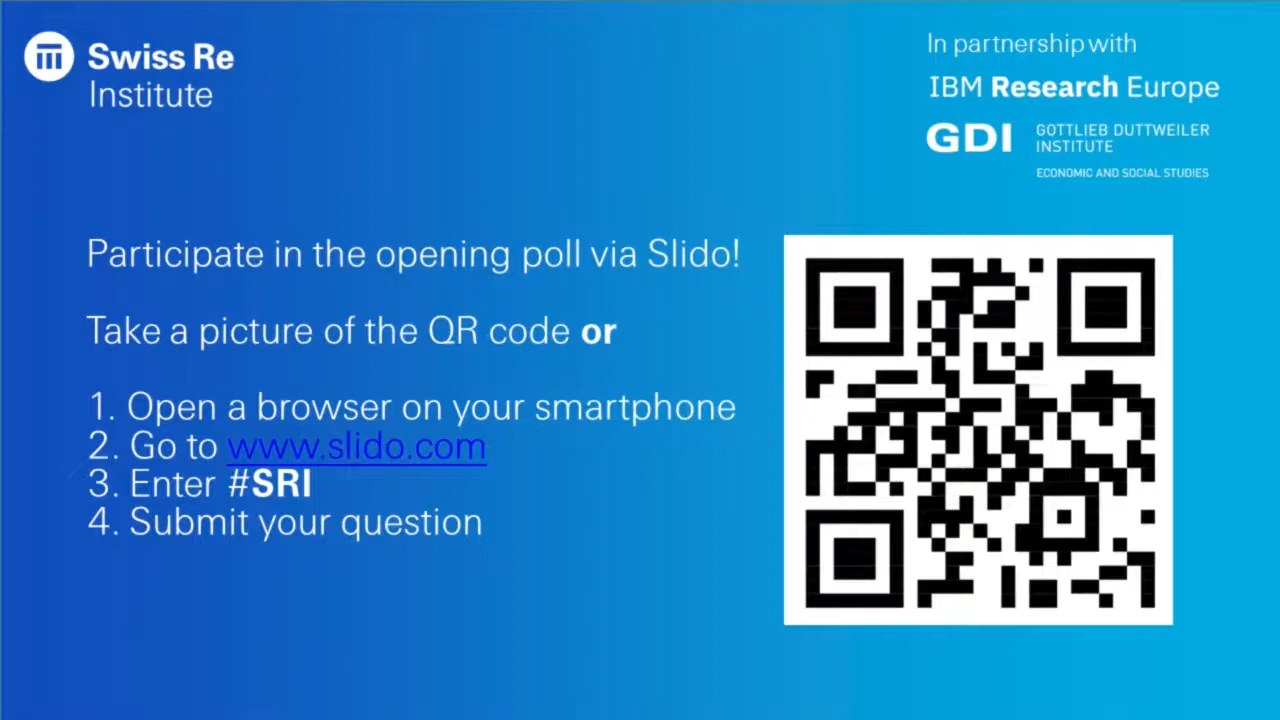 Swiss Re
Institute
In partnership with
IBM Research Europe
GDI
GOTTLIEB DUTTWEILER
INSTITUTE
ECONOMIC AND SOCIAL STUDIES
Participate in the opening poll via Slido!
Take a picture of the QR code or
1. Open a browser on your smartphone
2. Go to www.slido.com
3. Enter #SRI
4. Submit your question